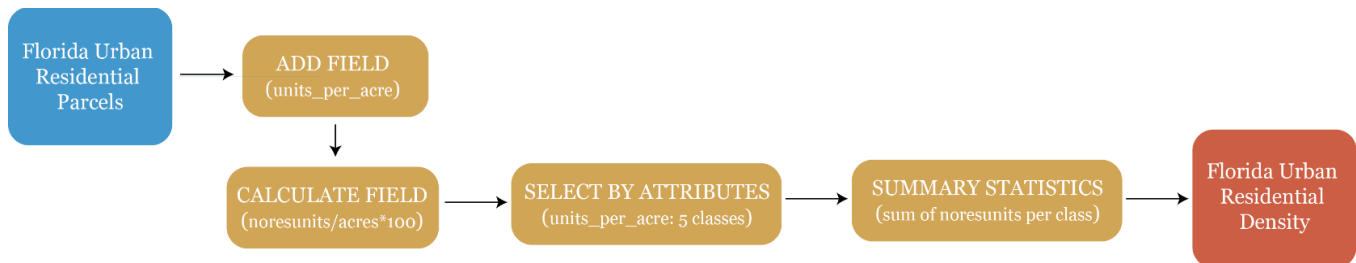 Florida Urban
Residential
Parcels
ADD FIELD
(units_per_acre)
CALCULATE FIELD
(noresunits/acres*100)
SELECT BY ATTRIBUTES
(units_per_acre: 5 classes)
SUMMARY STATISTICS
(sum of noresunits per class)
Florida Urban
Residential
Density